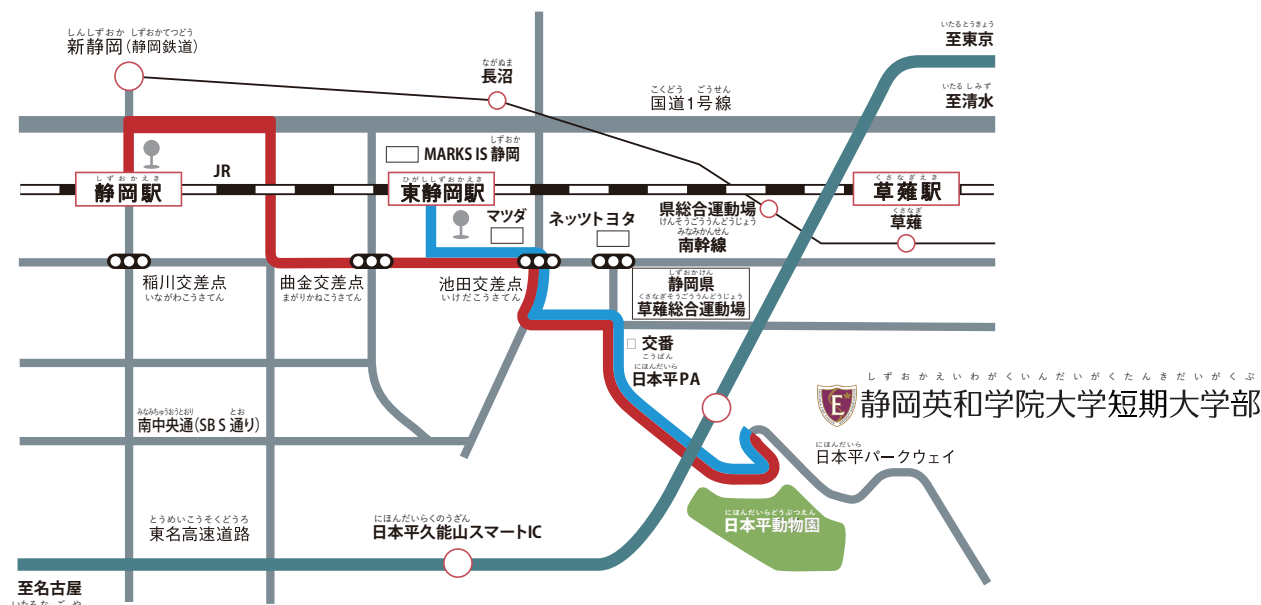 しんしずおか しずおかてつどう
新静岡(静岡鉄道)
ながぬま
長沼
いたるとうきょう
至東京
いたる しみず
至清水
こくどう ごうせん
国道1号線
しずおか
MARKS IS 静岡
JR
しずおかえき
静岡駅
ひがししずおかえき
東静岡駅
くさなぎえき
草薙駅
マツダ
ネッツトヨタ
県総合運動場
けんそうごううんどうじょう
みなみかんせん
南幹線
くさなぎ
草薙
稲川交差点
いながわこうさてん
曲金交差点
まがりかねこうさてん
池田交差点
いけだこうさてん
しずおかけん
静岡県
くさなぎそうごううんどうじょう
草薙総合運動場
交番
こうばん
にほんだいら
日本平PA
しずおかえいわがくいんだいがくたんきだいがくぶ
E
静岡英和学院大学短期大学部
みなみちゅうおうとおり とお
南中央通(SBS通り)
にほんだいら
日本平パークウェイ
とうめいこうそくどうろ
東名高速道路
にほんだいらくのうざん
日本平久能山スマートIC
にほんだいらどうぶつえん
日本平動物園
至名古屋
いたるなごや